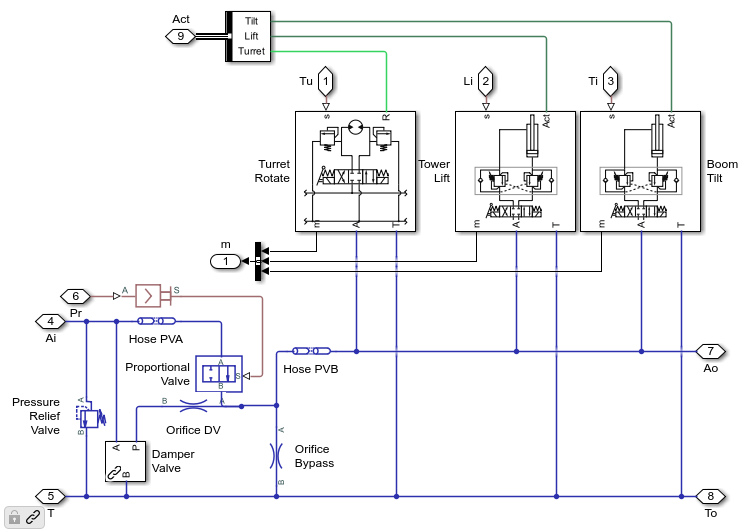 Act
9
Tilt
Lift
Turret
Tu
1
Li
2
Ti
3
s
R
s
Act
s
Act
Turret
Rotate
Tower
Lift
Boom
Tilt
A
A
A
m
A
T
m
A
T
m
A
T
m
1
6
Pr
A
S
4
Ai
Hose PVA
Proportional
Valve
A
S
B
Hose PVB
7
Ao
Pressure
Relief
Valve
A
B
B
A
Orifice DV
A
P
B
Damper
Valve
A
B
Orifice
Bypass
5
T
8
To